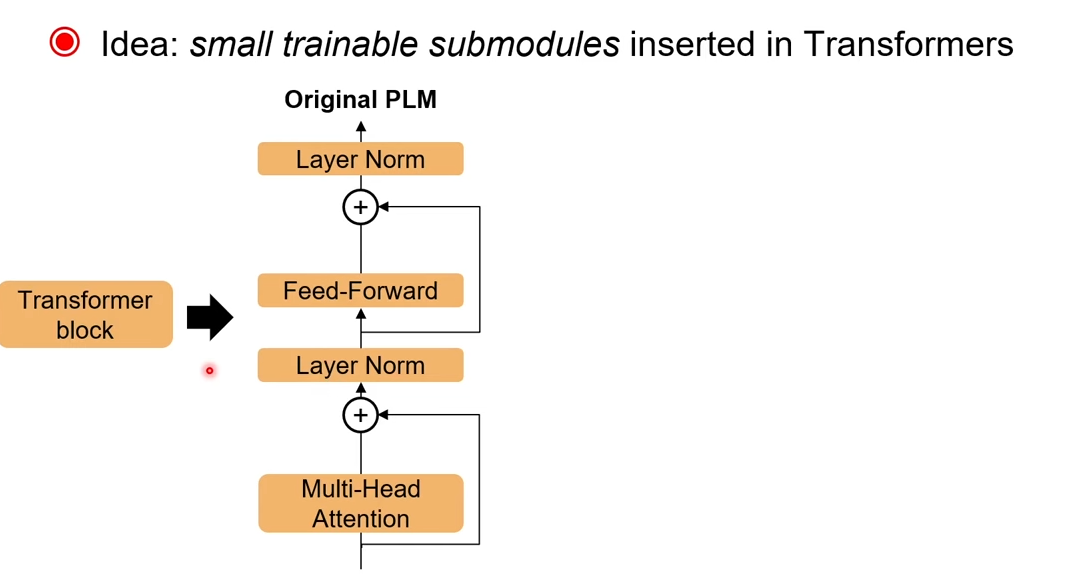 Idea: small trainable submodules inserted in Transformers
Original PLM
Layer Norm
+
Feed-Forward
Transformer
block
Layer Norm
+
Multi-Head
Attention